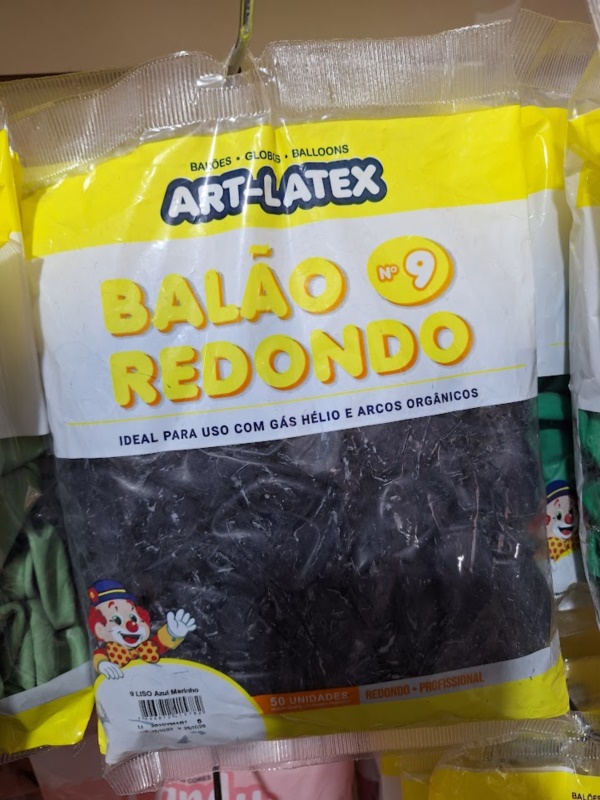 BALÕES • GLOBOS • BALLOONS
ART-LATEX
BALÃO Nº 9
REDONDO
IDEAL PARA USO COM GÁS HÉLIO E ARCOS ORGÂNICOS
9 LISO Azul Marinho
50 UNIDADES
REDONDO • PROFISSIONAL
BALÕES